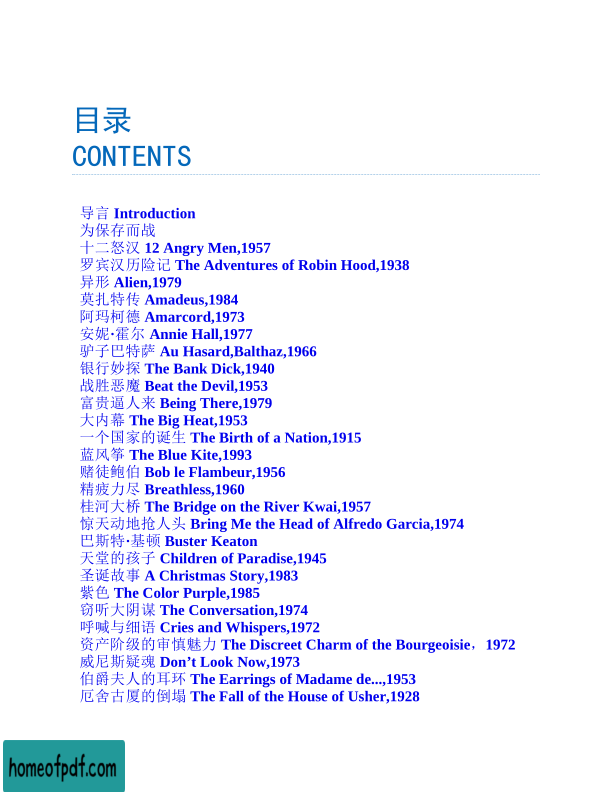 目录
CONTENTS
导言 Introduction
为保存而战
十二怒汉 12 Angry Men,1957
罗宾汉历险记 The Adventures of Robin Hood,1938
异形 Alien,1979
莫扎特传 Amadeus,1984
阿玛柯德 Amarcord,1973
安妮·霍尔 Annie Hall,1977
驴子巴特萨 Au Hasard,Balthaz,1966
银行妙探 The Bank Dick,1940
战胜恶魔 Beat the Devil,1953
富贵逼人来 Being There,1979
大内幕 The Big Heat,1953
一个国家的诞生 The Birth of a Nation,1915
蓝风筝 The Blue Kite,1993
赌徒鲍伯 Bob le Flambeur,1956
精疲力尽 Breathless,1960
桂河大桥 The Bridge on the River Kwai,1957
惊天动地抢人头 Bring Me the Head of Alfredo Garcia,1974
巴斯特·基顿 Buster Keaton
天堂的孩子 Children of Paradise,1945
圣诞故事 A Christmas Story,1983
紫色 The Color Purple,1985
窃听大阴谋 The Conversation,1974
呼喊与细语 Cries and Whispers,1972
资产阶级的审慎魅力 The Discreet Charm of the Bourgeoisie，1972
威尼斯疑魂 Don’t Look Now,1973
伯爵夫人的耳环 The Earrings of Madame de...,1953
厄舍古厦的倒塌 The Fall of the House of Usher,1928
homeofpdf.com